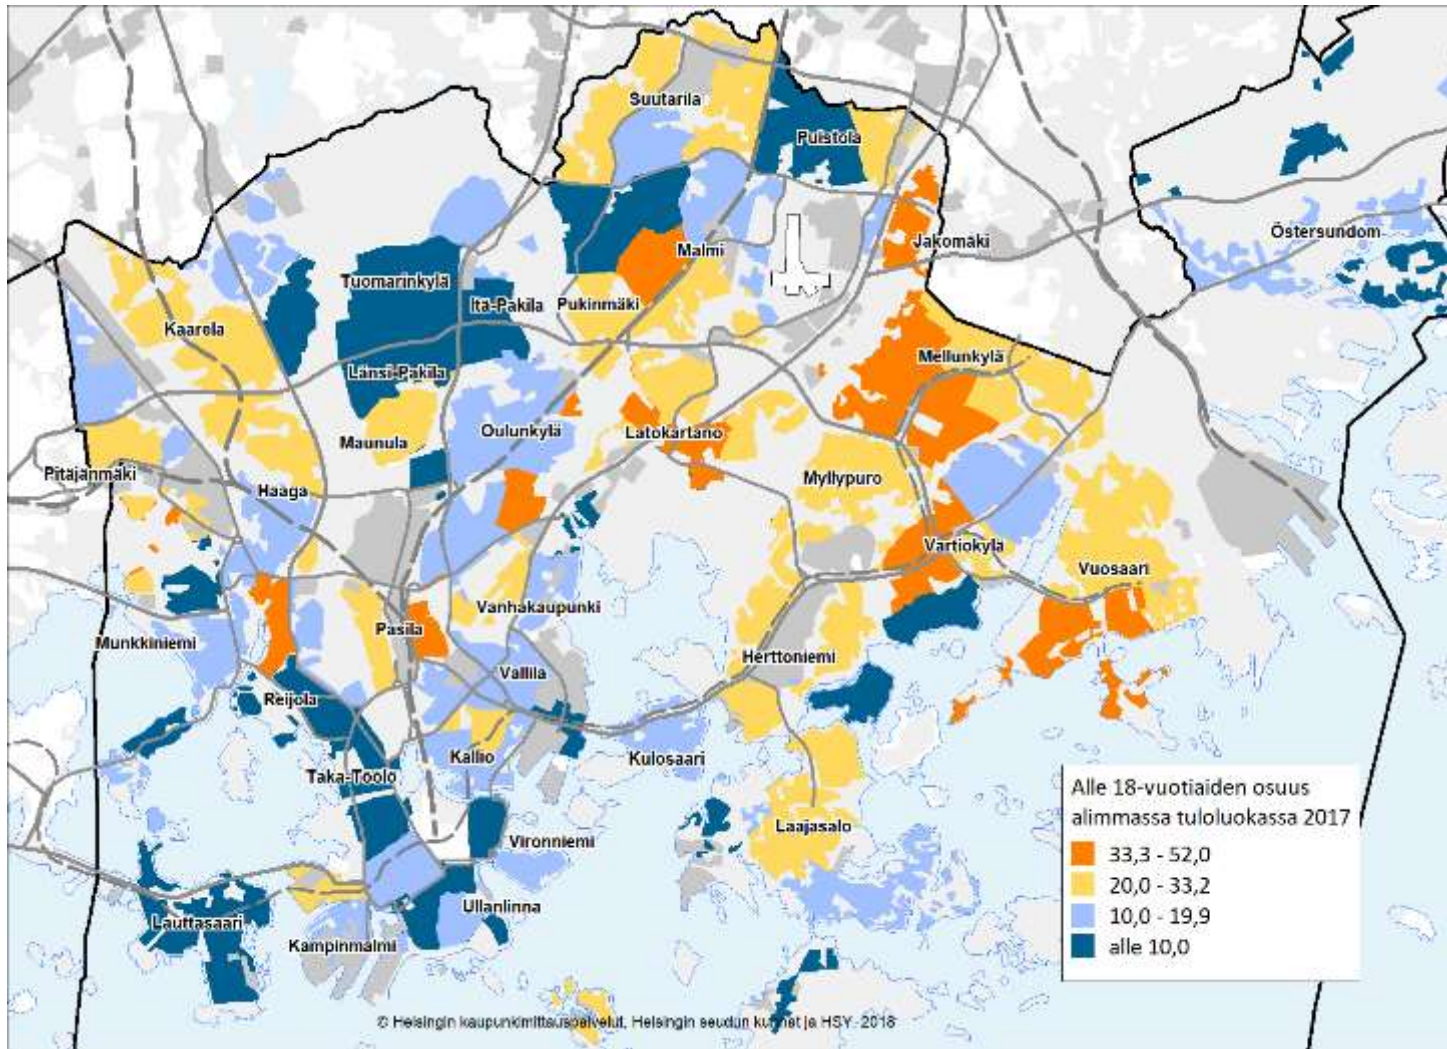 Suutarila
Puistola
Östersundom
Jakomäki
Malmi
Tuomarinkylä
Itä-Pakila
Pukinmäki
Kaarela
Mellunkylä
Länsi-Pakila
Oulunkylä
Latokartano
Maunula
Pitäjänmäki
Myllypuro
Haaga
Vartiokylä
Vuosaari
Vanhakaupunki
Pasila
Munkkiniemi
Herttoniemi
Vallila
Reijola
Kallio
Kulosaari
Taka-Töölö
Alle 18-vuotiaiden osuus
alimmassa tuloluokassa 2017
33,3 - 52,0
20,0 - 33,2
10,0 - 19,9
alle 10,0
Laajasalo
Vironniemi
Ullanlinna
Lauttasaari
Kampinmalmi
© Helsingin kaupunkimittauspalvelut, Helsingin seudun kunnat ja HSY, 2018